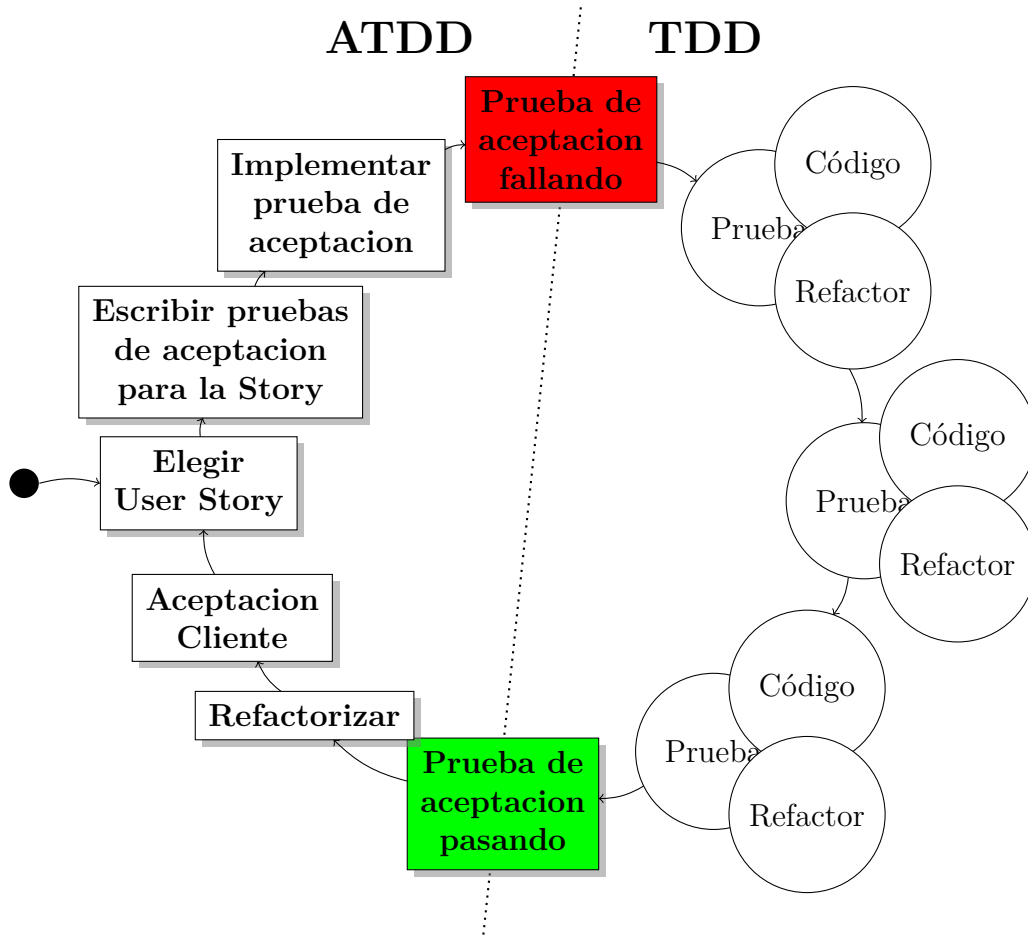 ATDD
TDD
Prueba de
aceptacion
fallando
Implementar
prueba de
aceptacion
Escribir pruebas
de aceptacion
para la Story
Elegir
User Story
Aceptacion
Cliente
Refactorizar
Prueba de
aceptacion
pasando
Código
Prueba
Refactor
Código
Prueba
Refactor
Código
Prueba
Refactor